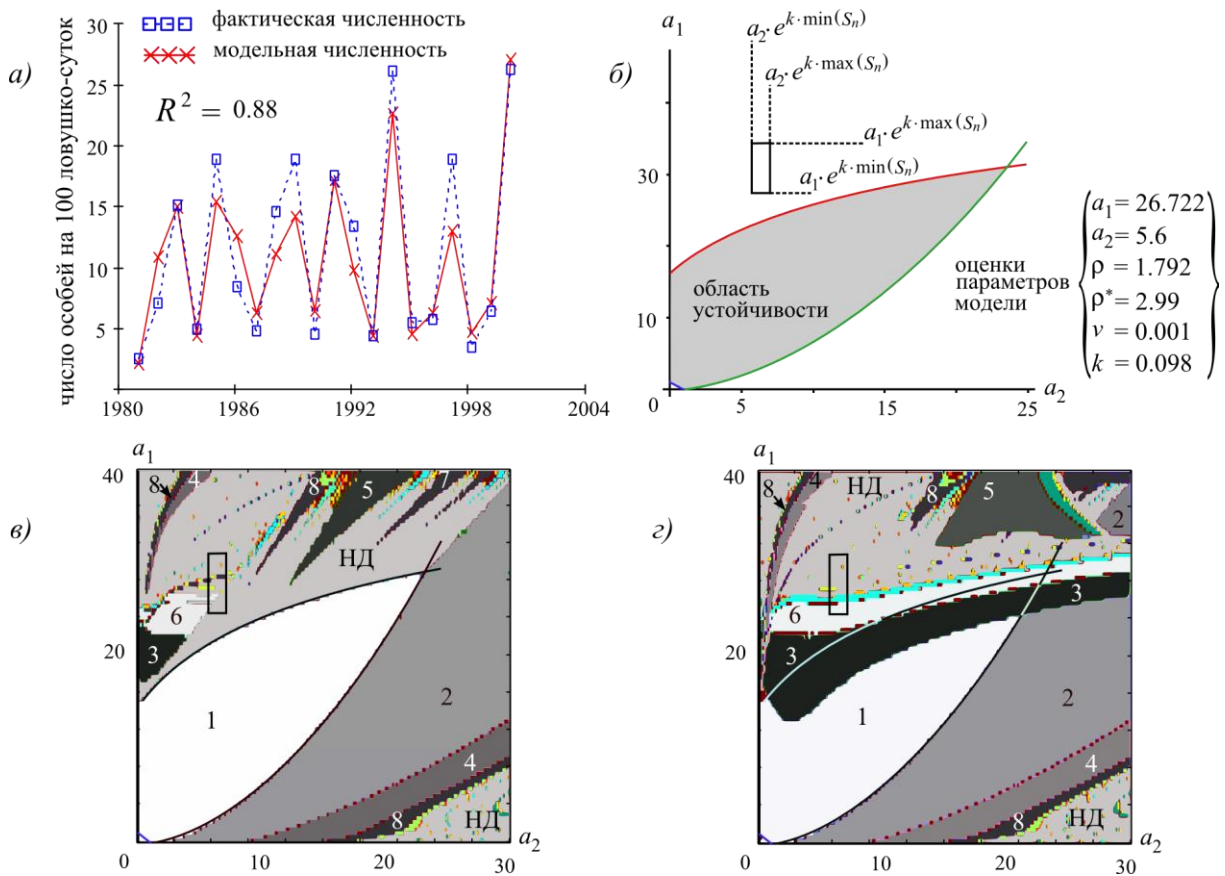 а)
число особей на 100 ловушко-суток
фактическая численность
модельная численность
R² = 0.88
30
25
20
15
10
5
1980 1986 1992 1998 2004
б)
a₁
a₂·e^{k·min(Sₙ)}
a₂·e^{k·max(Sₙ)}
a₁·e^{k·max(Sₙ)}
a₁·e^{k·min(Sₙ)}
30
10
0 5 15 25
a₂
область
устойчивости
оценки
параметров
модели
a₁ = 26.722
a₂ = 5.6
ρ = 1.792
ρ* = 2.99
v = 0.001
k = 0.098
в)
a₁
40
20
0 10 20 30
a₂
8 4 8 5 7
НД
6
3
1
2
4
8
НД
г)
a₁
40
20
0 10 20 30
a₂
8 4 НД 8 5
2
6
3
3
1
2
4
8
НД